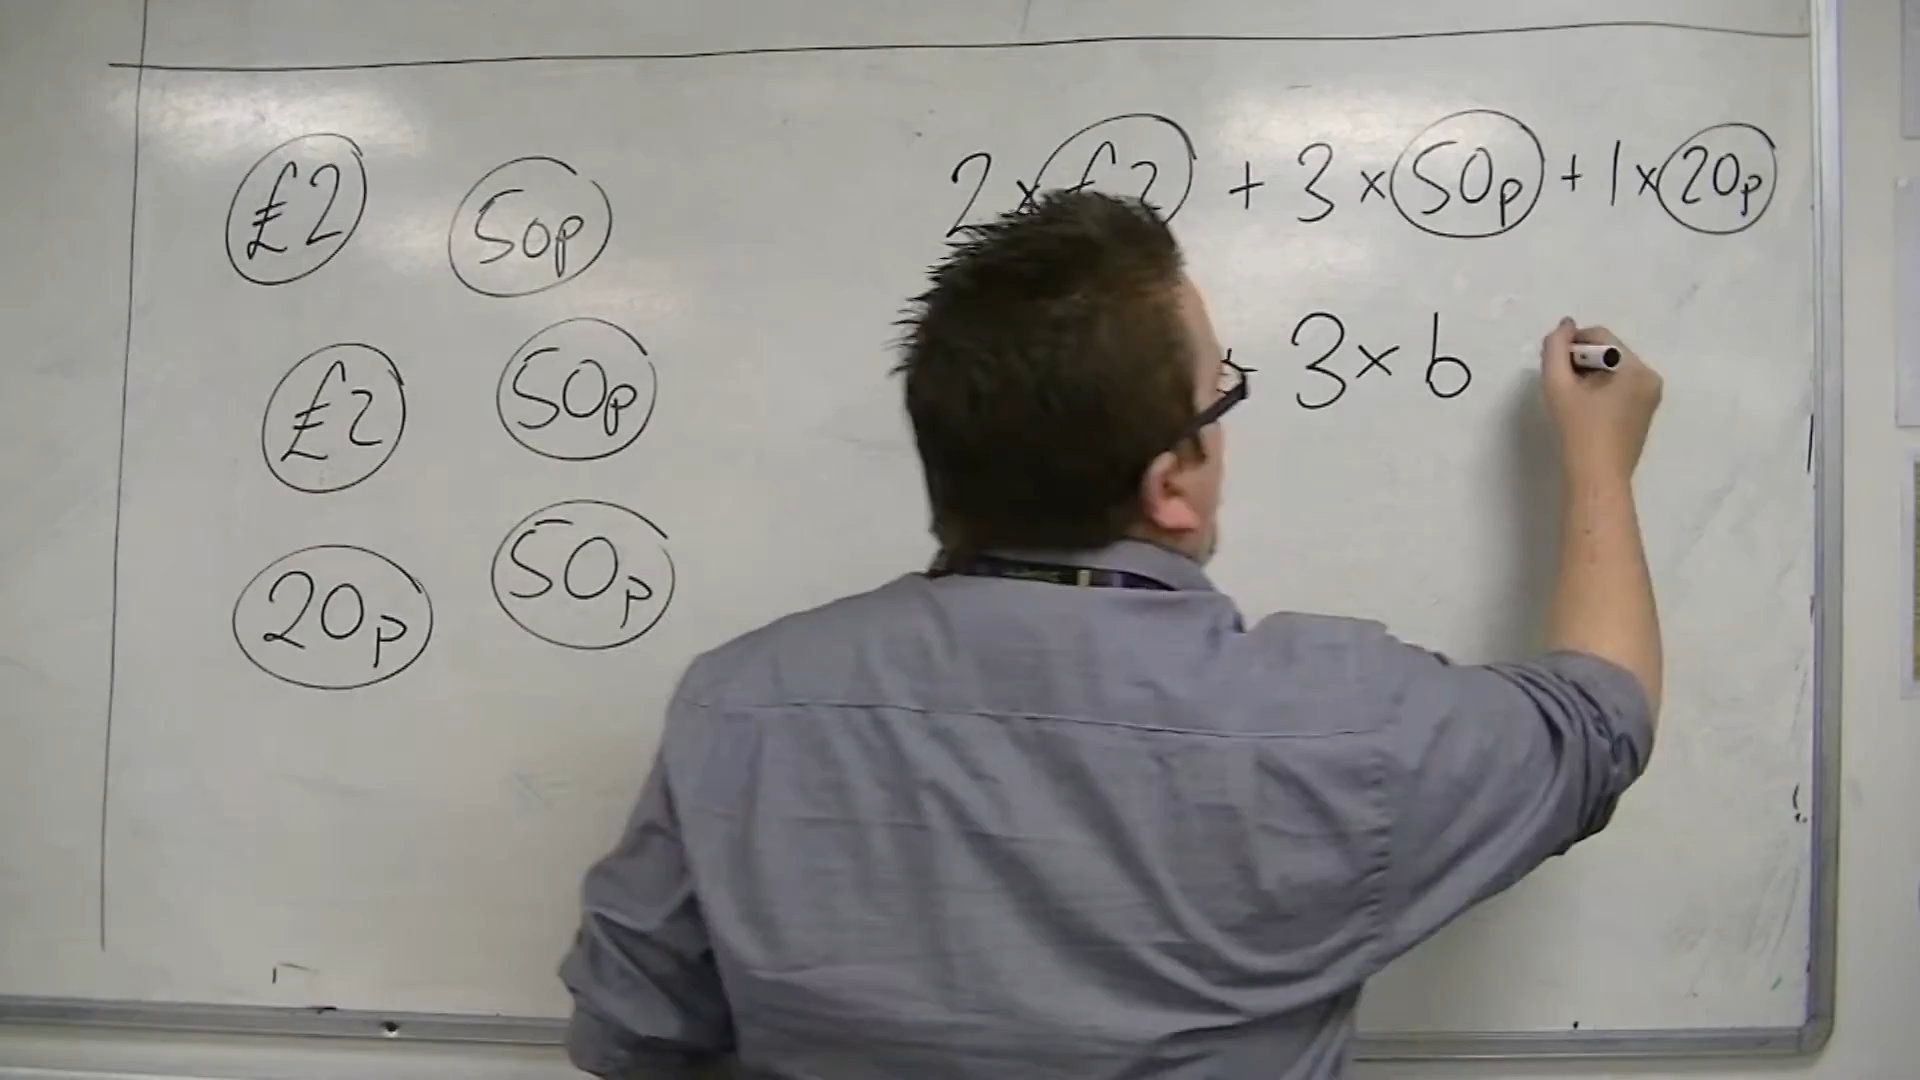 £2
50p
£2
50p
20p
50p
2 × £2 + 3 × 50p + 1 × 20p
+ 3 × b